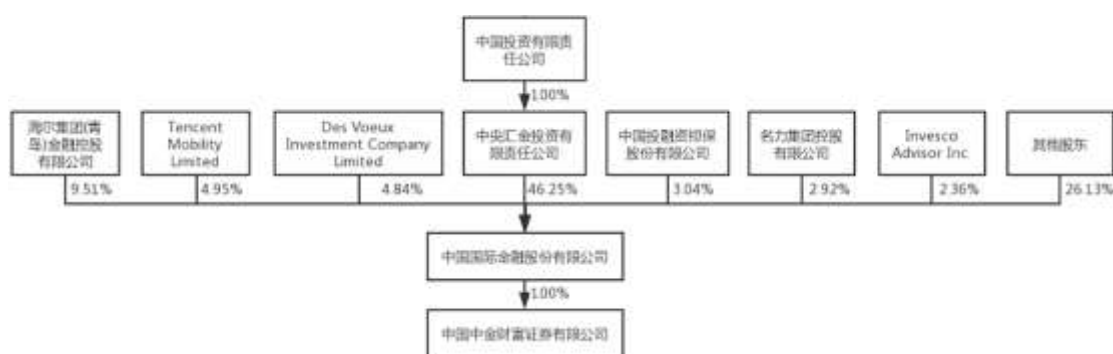 中国投资有限责
任公司
100%
海尔集团(青
岛)金融控股
有限公司
Tencent
Mobility
Limited
Des Voeux
Investment Company
Limited
中央汇金投资有
限责任公司
中国投融资担保
股份有限公司
名力集团控股
有限公司
Invesco
Advisor Inc
其他股东
9.51%
4.95%
4.84%
46.25%
3.04%
2.92%
2.36%
26.13%
中国国际金融股份有限公司
100%
中国中金财富证券有限公司